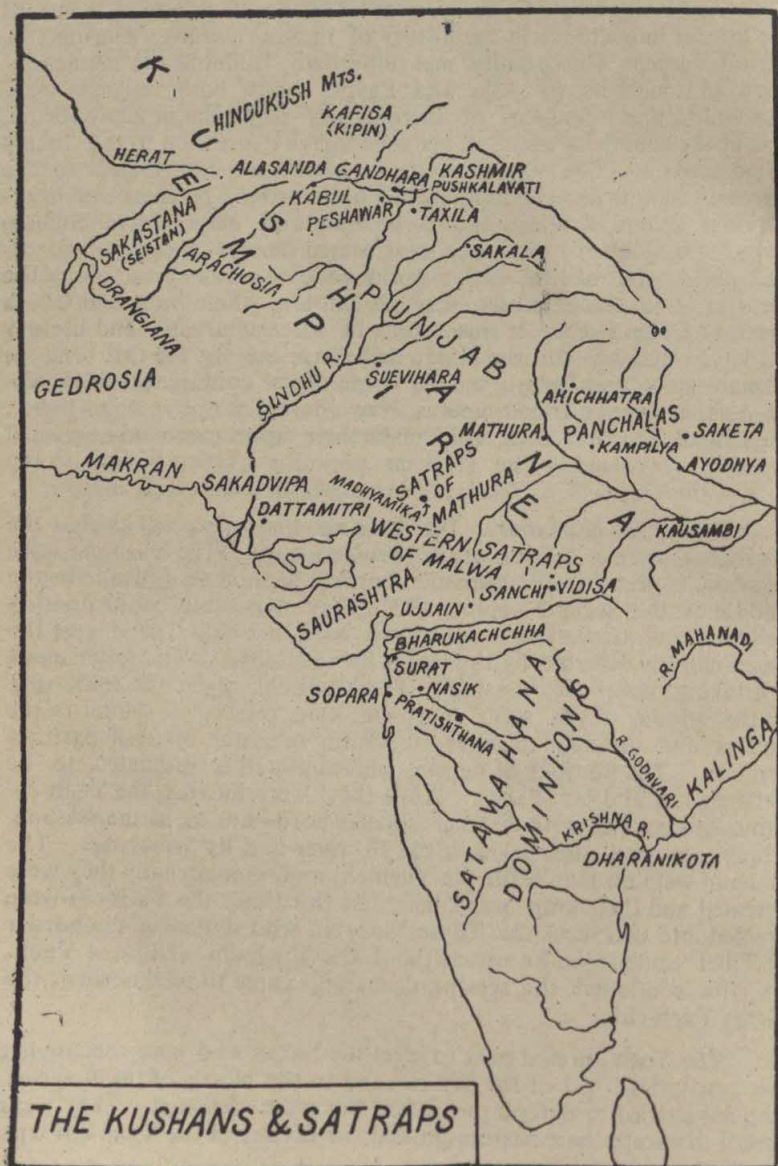 KUSHANA
EMPIRE
HINDUKUSH MTS.
KAFISA
(KIPIN)
HERAT
ALASANDA
GANDHARA
KASHMIR
PUSHKALAVATI
KABUL
PESHAWAR
TAXILA
SAKASTANA
(SEISTAN)
ARACHOSIA
SAKALA
DRANGIANA
PUNJAB
GEDROSIA
SINDHU R.
SUEVIHARA
AHICHHATRA
PANCHALAS
MATHURA
KAMPILYA
SAKETA
AYODHYA
MAKRAN
SAKADVIPA
SATRAPS
OF
MATHURA
MADHYAMIKA
DATTAMITRI
KAUSAMBI
WESTERN SATRAPS
OF MALWA
SAURASHTRA
UJJAIN
SANCHI
VIDISA
BHARUKACHCHHA
SURAT
R. MAHANADI
SOPARA
NASIK
PRATISHTHANA
SATAVAHANA
DOMINIONS
R. GODAVARI
KALINGA
KRISHNA R.
DHARANIKOTA
THE KUSHANS & SATRAPS